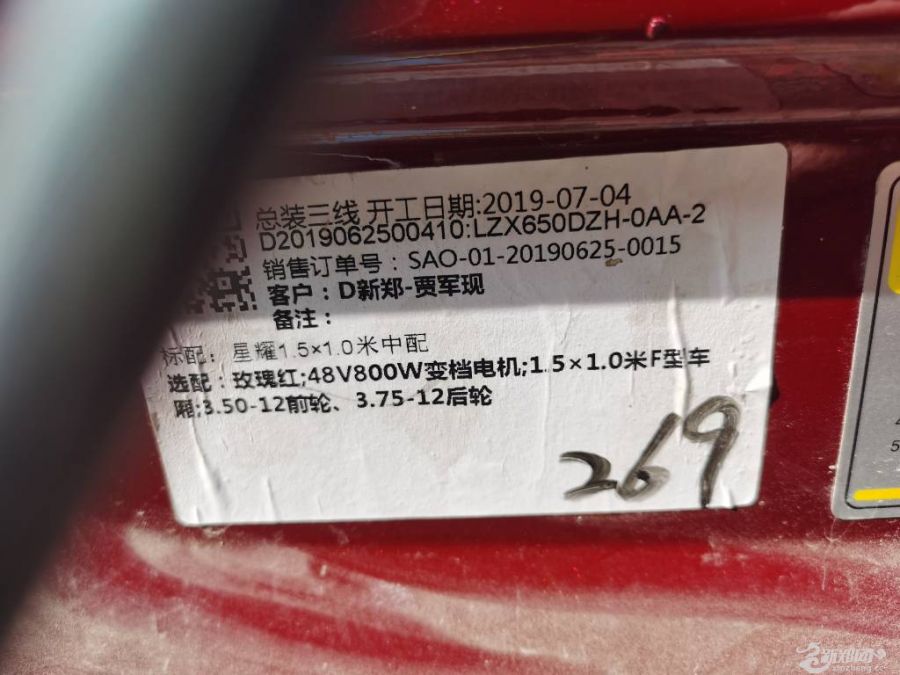 总装三线 开工日期:2019-07-04
D2019062500410:LZX650DZH-0AA-2
销售订单号：SAO-01-20190625-0015
客户：D新郑-贾军现
备注：
标配：星耀1.5×1.0米中配
选配：玫瑰红;48V800W变档电机;1.5×1.0米F型车
厢;3.50-12前轮、3.75-12后轮
269
5
新郑网